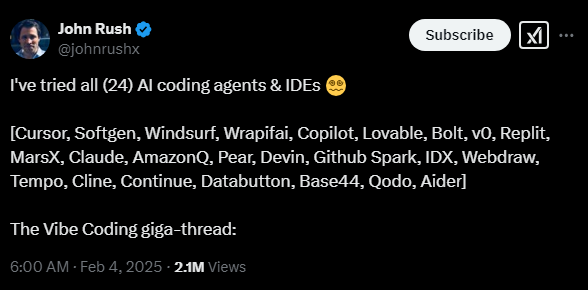 John Rush
@johnrushx
Subscribe
I've tried all (24) AI coding agents & IDEs 😵‍💫
[Cursor, Softgen, Windsurf, Wrapifai, Copilot, Lovable, Bolt, v0, Replit,
MarsX, Claude, AmazonQ, Pear, Devin, Github Spark, IDX, Webdraw,
Tempo, Cline, Continue, Databutton, Base44, Qodo, Aider]
The Vibe Coding giga-thread:
6:00 AM · Feb 4, 2025 · 2.1M Views